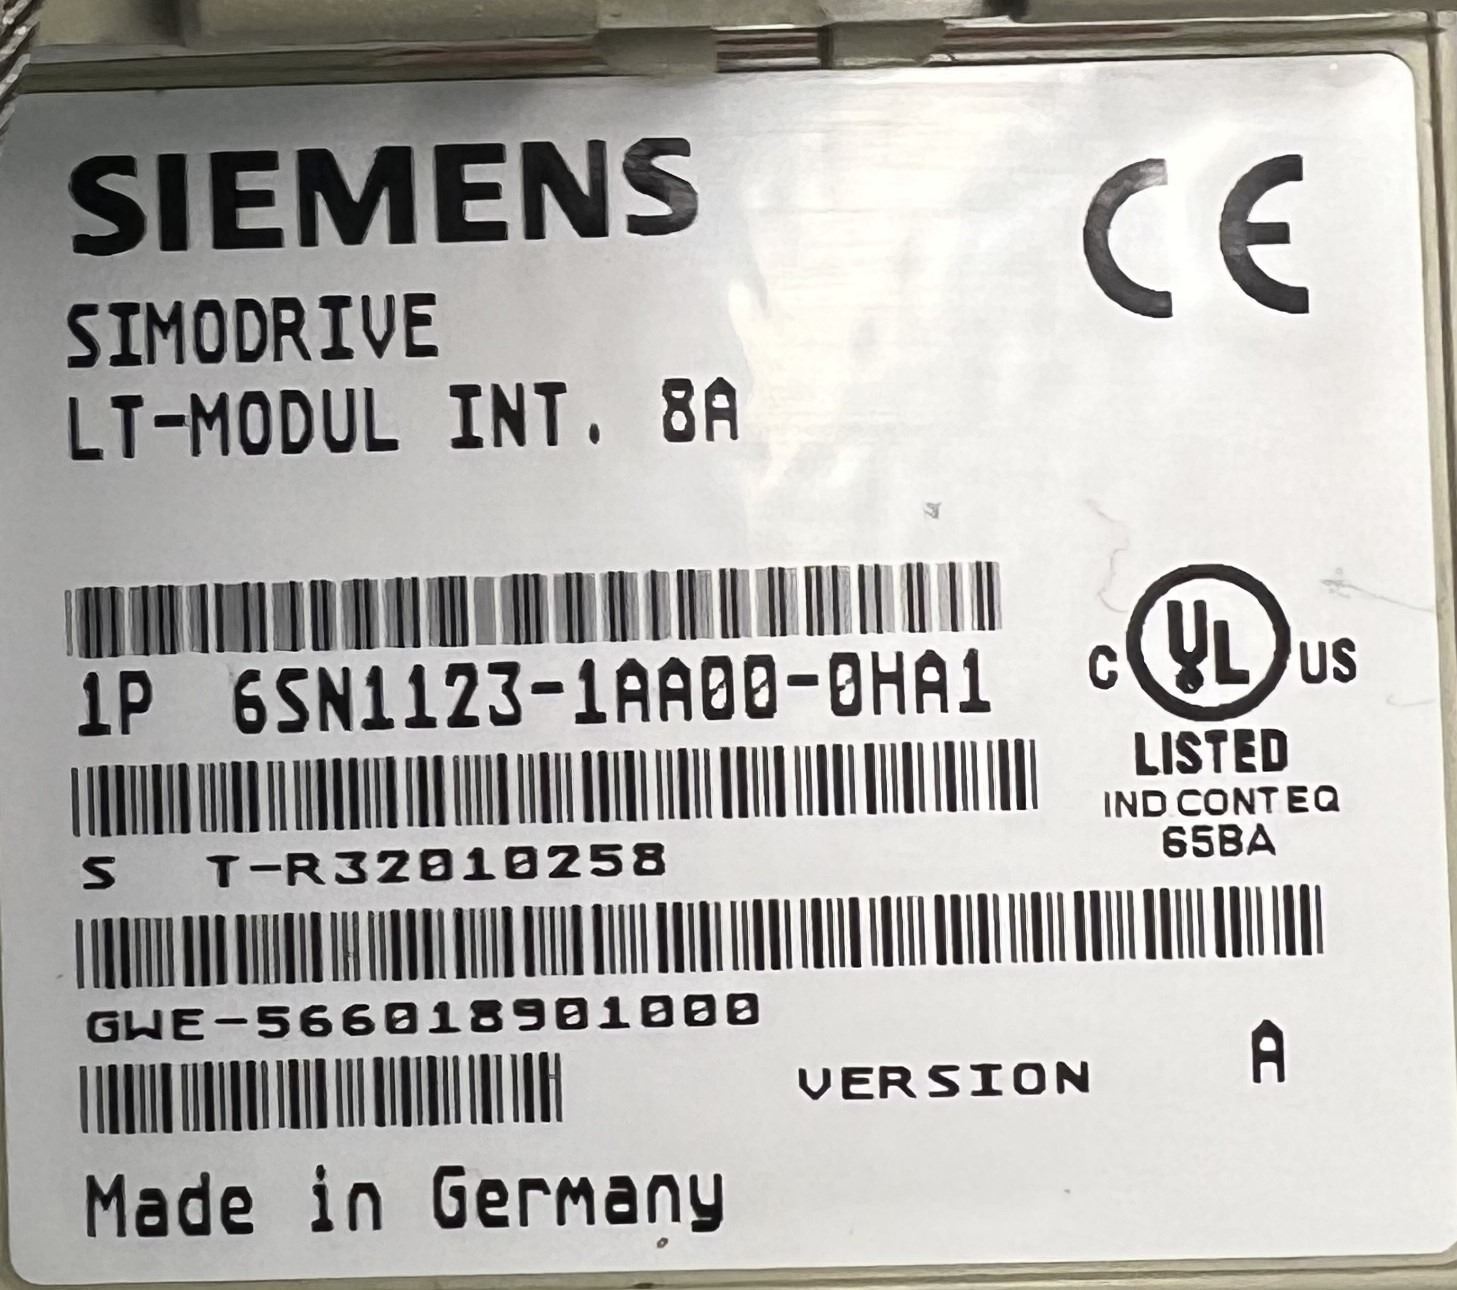 SIEMENS
CE
SIMODRIVE
LT-MODUL INT. 8A
1P 6SN1123-1AA00-0HA1
C UL US
LISTED
IND CONT EQ
65BA
S T-R32010258
GWE-566018901000
VERSION A
Made in Germany